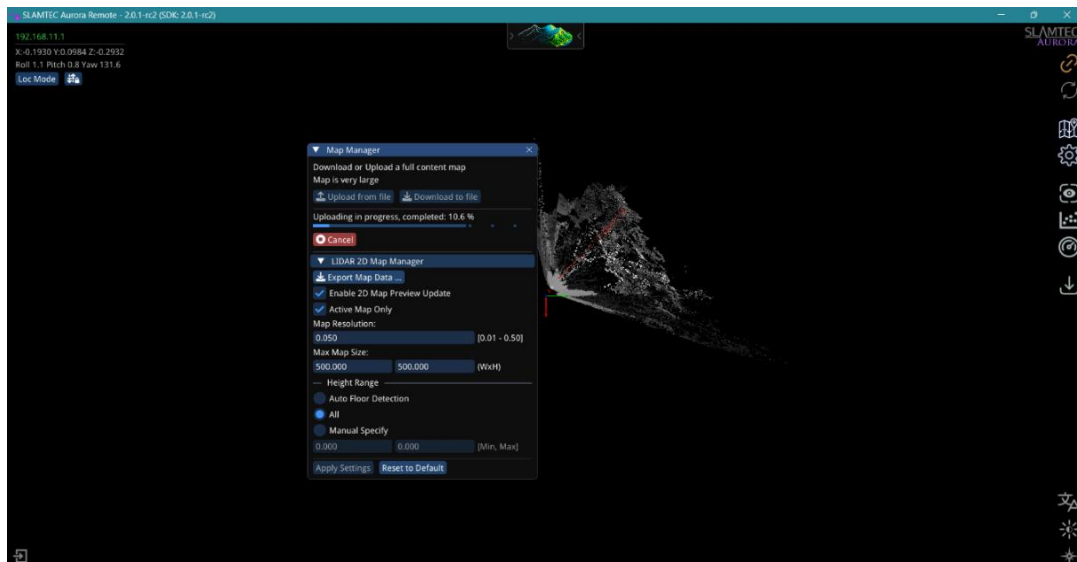 SLAMTEC Aurora Remote - 2.0.1-rc2 (SDK: 2.0.1-rc2)
192.168.11.1
X:-0.1930 Y:0.0984 Z:-0.2932
Roll 1.1 Pitch 0.8 Yaw 131.6
Loc Mode
SLAMTEC
AURORA
Map Manager
Download or Upload a full content map
Map is very large
Upload from file Download to file
Uploading in progress, completed: 10.6 %
Cancel
LIDAR 2D Map Manager
Export Map Data ...
Enable 2D Map Preview Update
Active Map Only
Map Resolution:
0.050 [0.01 - 0.50]
Max Map Size:
500.000 500.000 (WxH)
Height Range
Auto Floor Detection
All
Manual Specify
0.000 0.000 [Min, Max]
Apply Settings Reset to Default